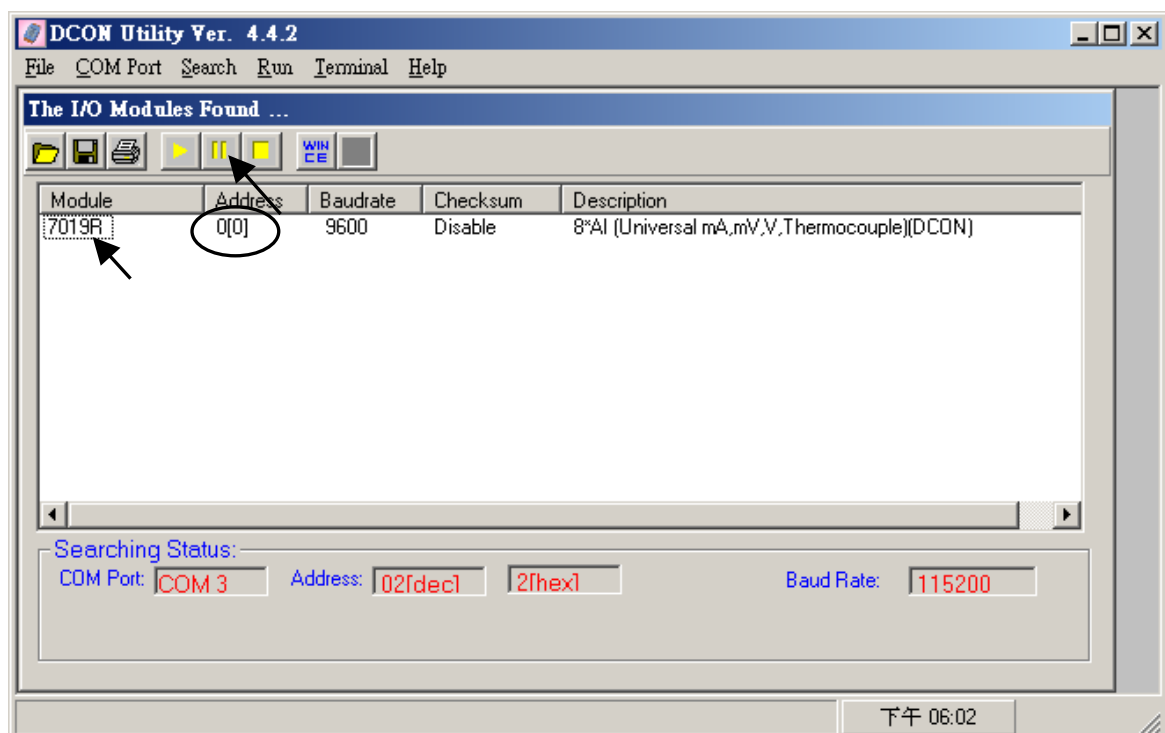 DCON Utility Ver. 4.4.2
File COM Port Search Run Terminal Help
The I/O Modules Found ...
WIN CE
Module Address Baudrate Checksum Description
7019R 0[0] 9600 Disable 8*AI (Universal mA,mV,V,Thermocouple)(DCON)
Searching Status:
COM Port: COM 3 Address: 02[dec] 2[hex] Baud Rate: 115200
下午 06:02